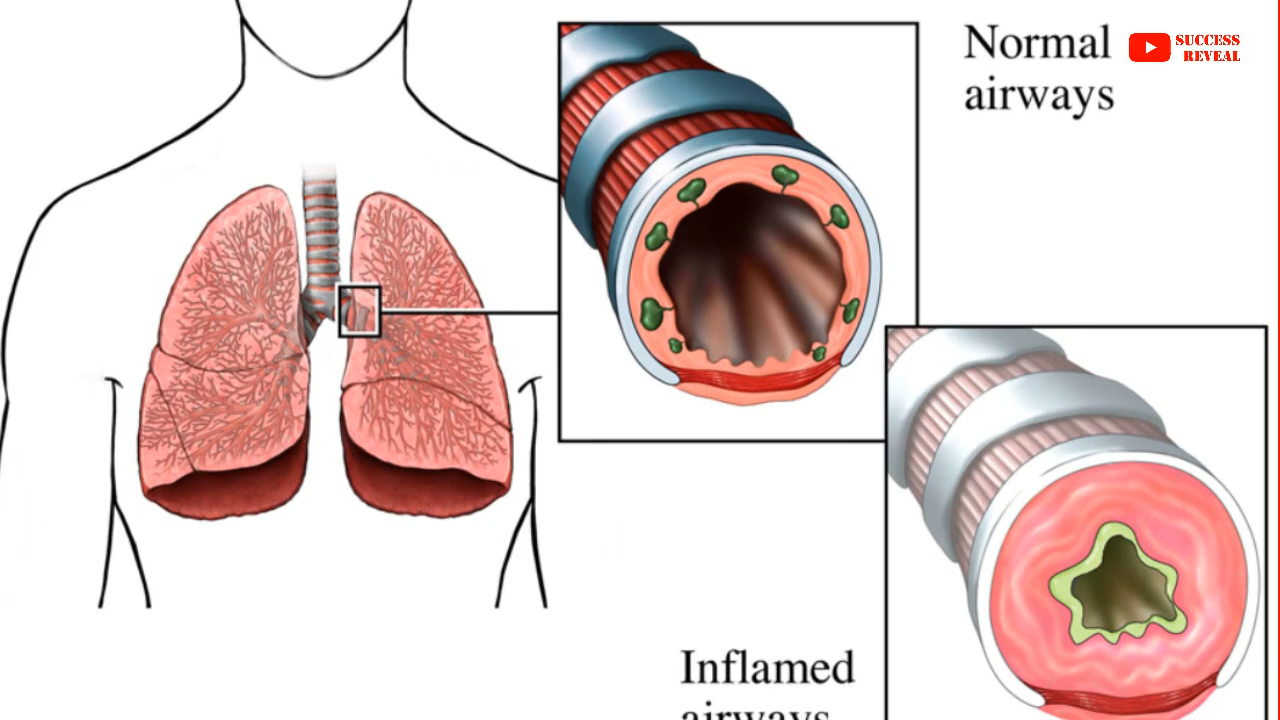 Normal
airways
SUCCESS
REVEAL
Inflamed
airways